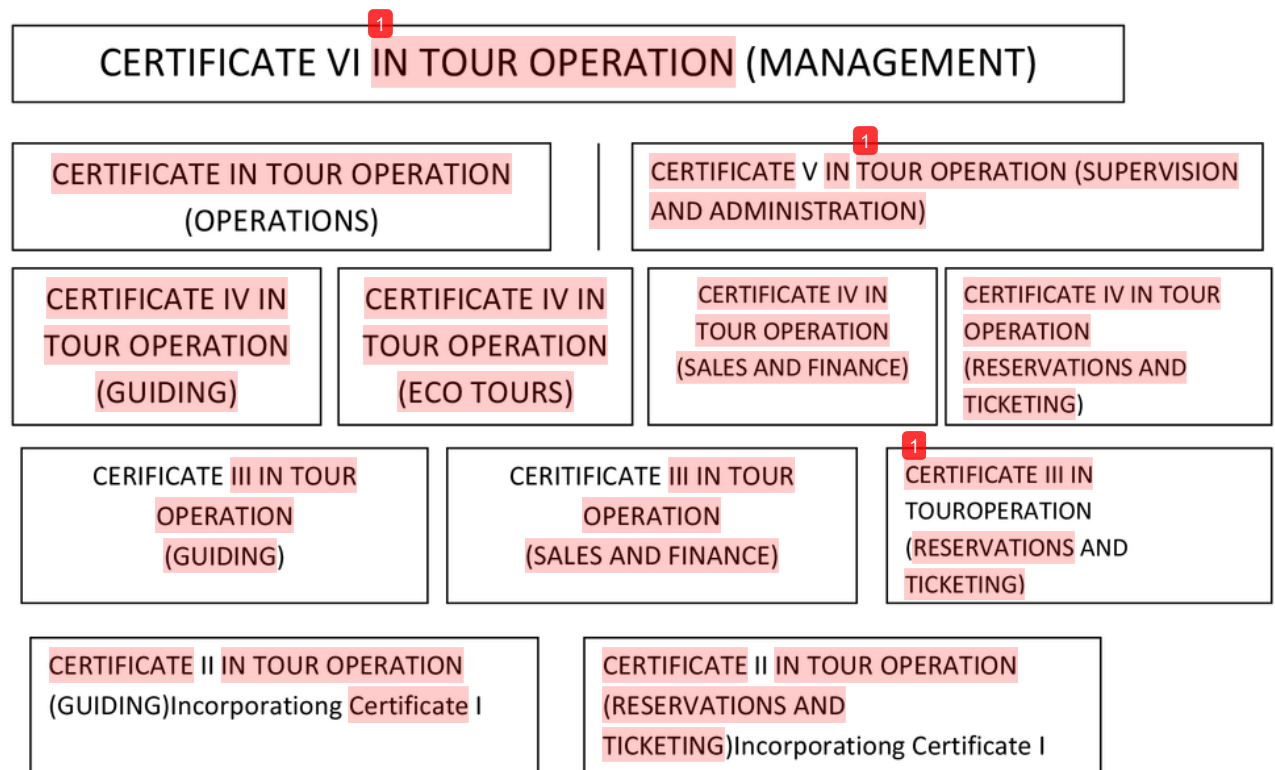 1
CERTIFICATE VI IN TOUR OPERATION (MANAGEMENT)
CERTIFICATE IN TOUR OPERATION
(OPERATIONS)
1
CERTIFICATE V IN TOUR OPERATION (SUPERVISION
AND ADMINISTRATION)
CERTIFICATE IV IN
TOUR OPERATION
(GUIDING)
CERTIFICATE IV IN
TOUR OPERATION
(ECO TOURS)
CERTIFICATE IV IN
TOUR OPERATION
(SALES AND FINANCE)
CERTIFICATE IV IN TOUR
OPERATION
(RESERVATIONS AND
TICKETING)
CERIFICATE III IN TOUR
OPERATION
(GUIDING)
CERITIFICATE III IN TOUR
OPERATION
(SALES AND FINANCE)
1
CERTIFICATE III IN
TOUROPERATION
(RESERVATIONS AND
TICKETING)
CERTIFICATE II IN TOUR OPERATION
(GUIDING)Incorporationg Certificate I
CERTIFICATE II IN TOUR OPERATION
(RESERVATIONS AND
TICKETING)Incorporationg Certificate I